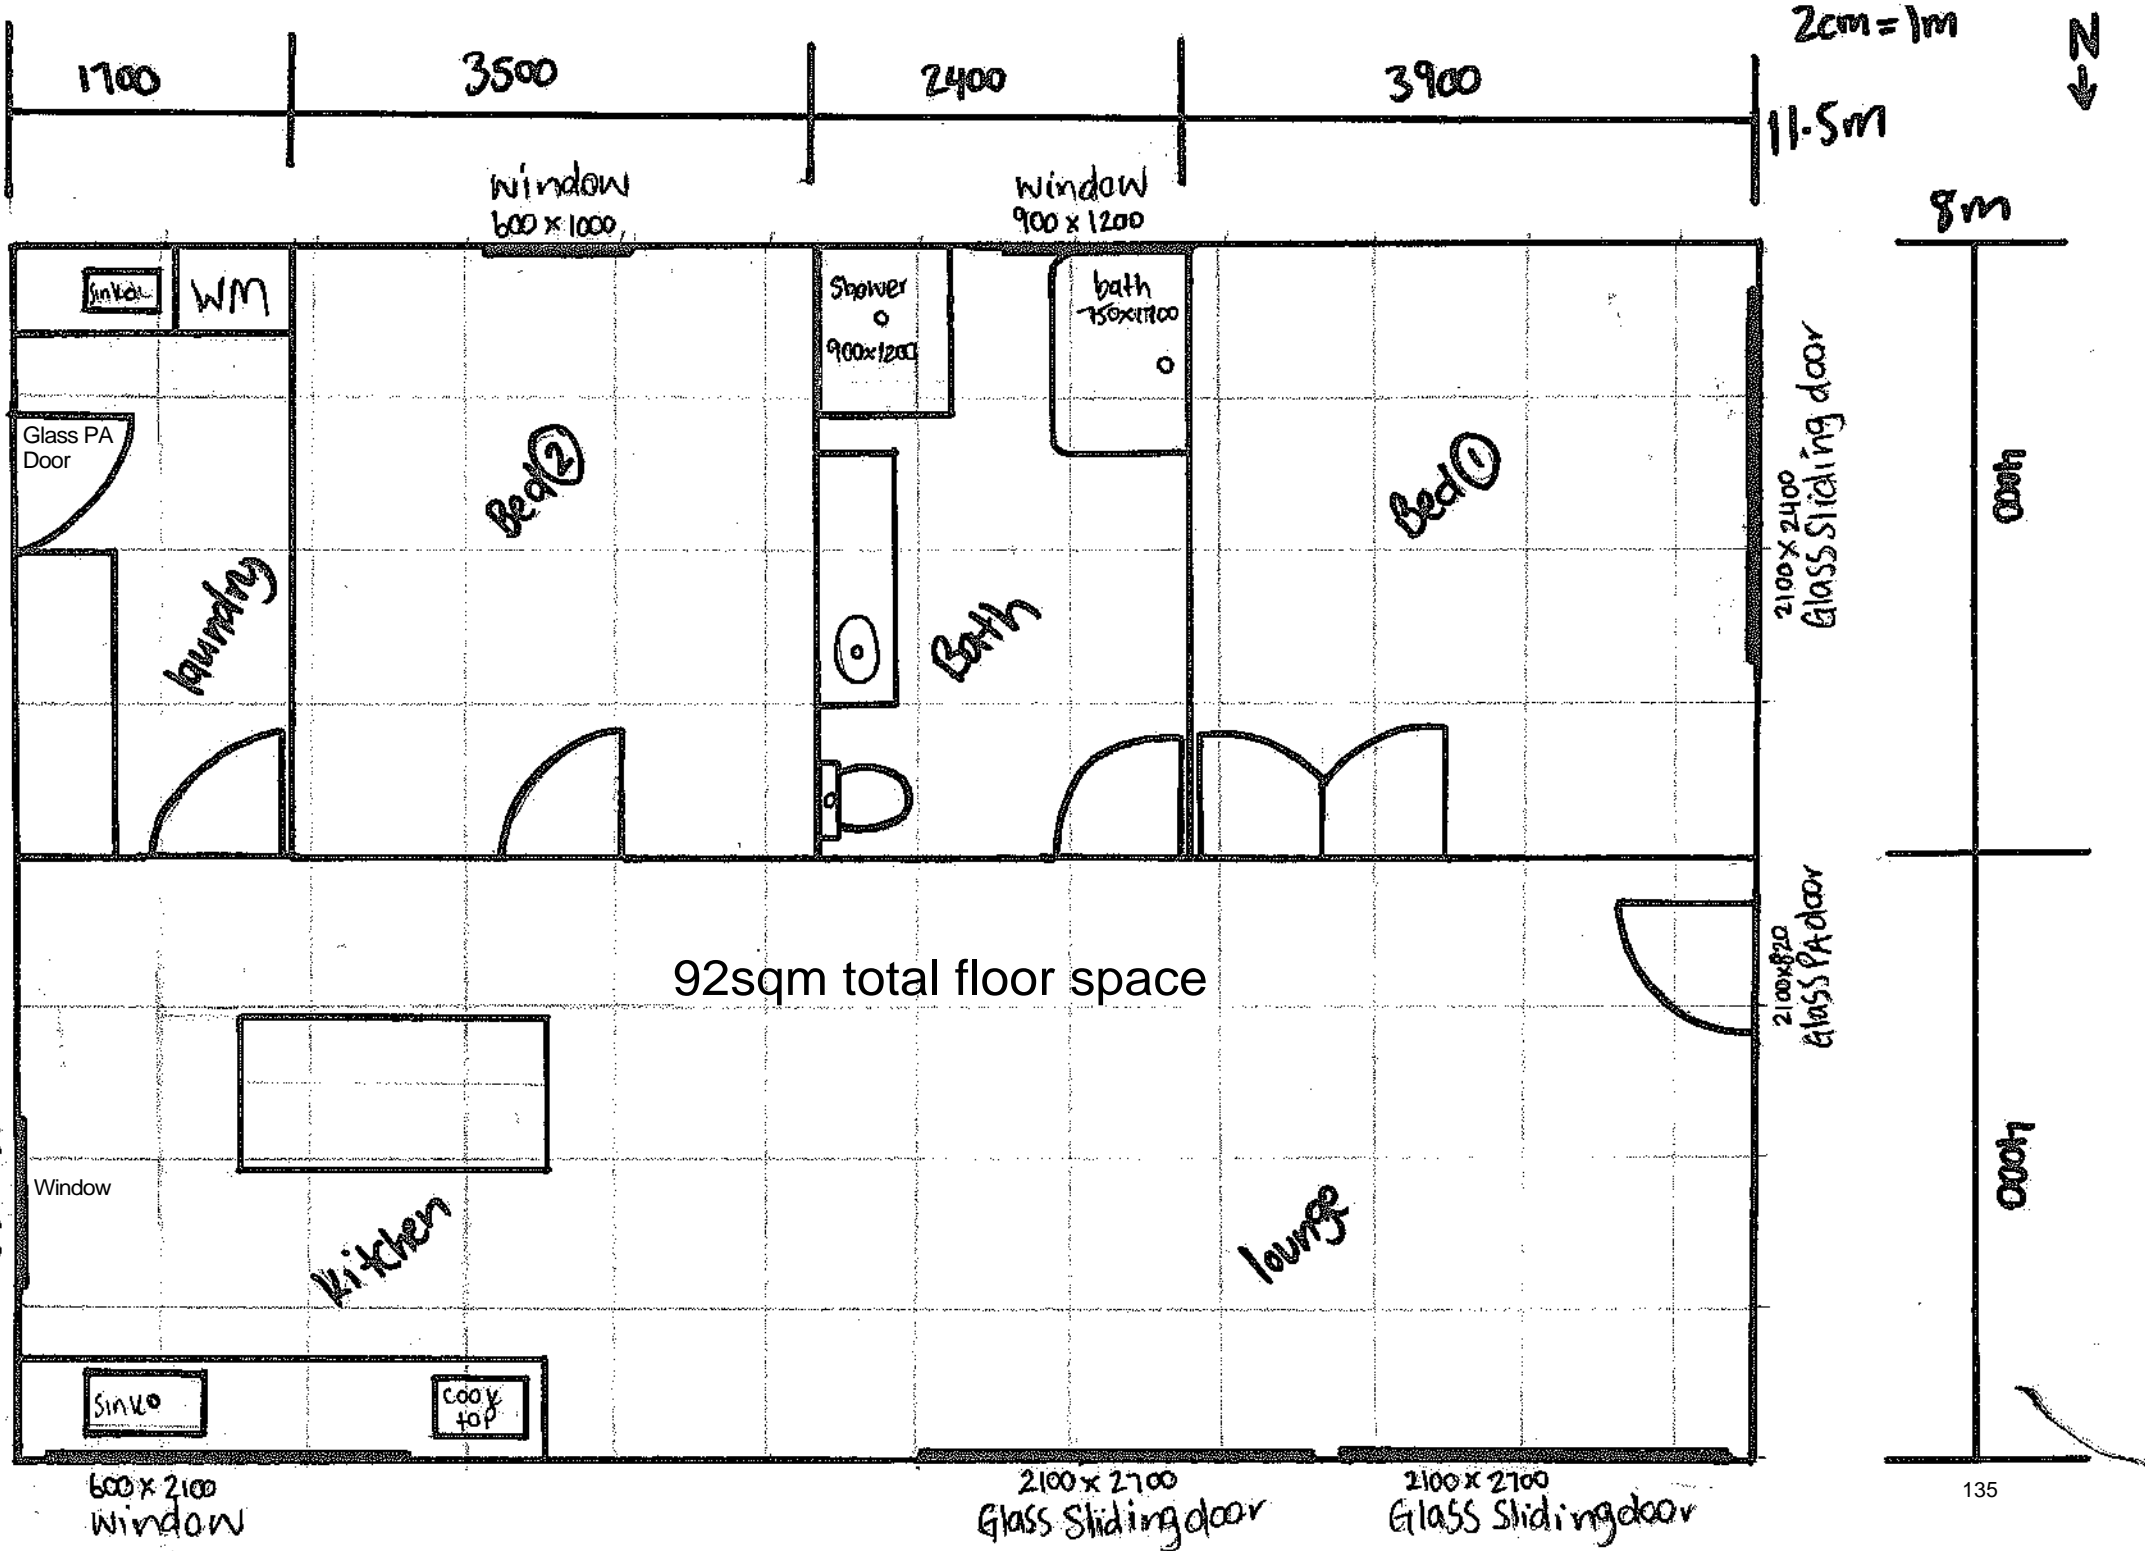 2cm=1m
N
1700
3500
2400
3900
11.5m
window
600 x 1000
window
900 x 1200
8m
WM
Shower
900x1200
bath
750x1700
Glass PA
Door
Bed 2
Bed 1
2100 x 2400
Glass Sliding door
4000
laundry
Bath
2100x820
Glass PA door
92sqm total floor space
Window
Kitchen
lounge
4000
Sink
Cook
top
600 x 2100
Window
2100 x 2700
Glass Sliding door
2100 x 2700
Glass Sliding door
135